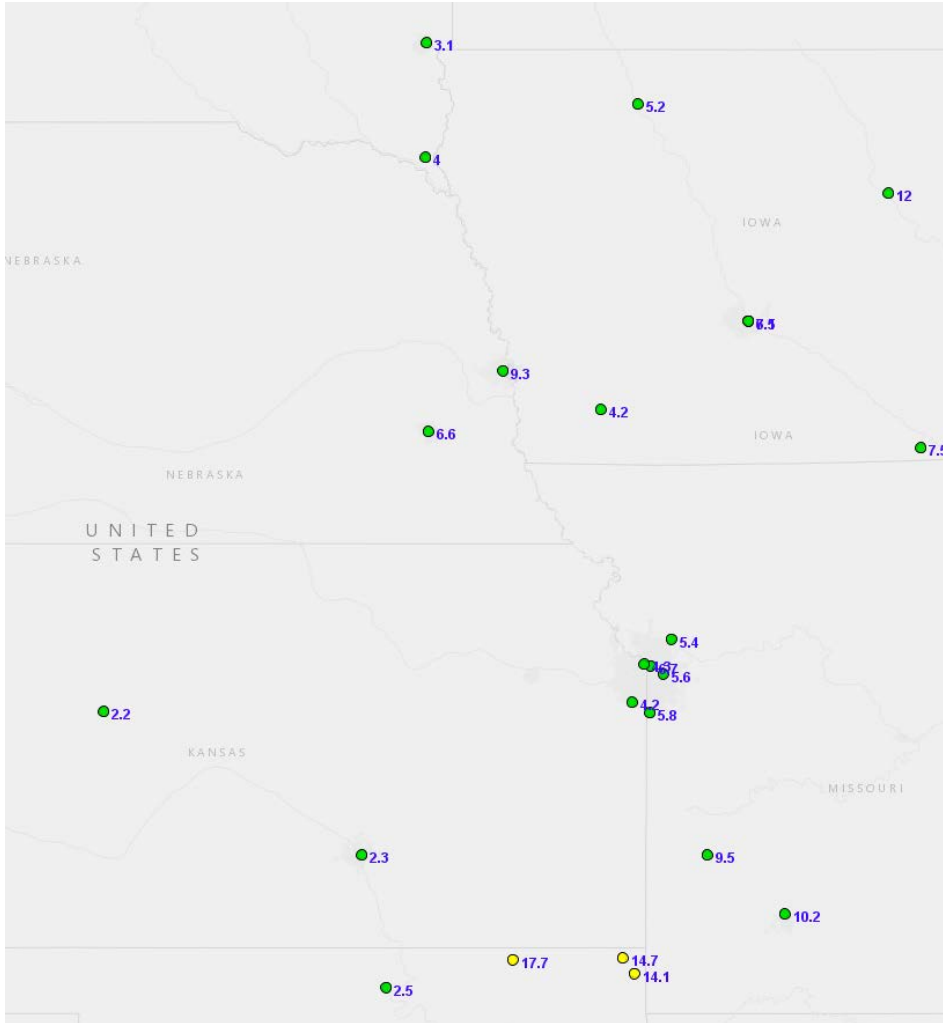 3.1
5.2
4
12
IOWA
NEBRASKA
9.3
4.2
6.6
IOWA
7.5
NEBRASKA
UNITED
STATES
5.4
5.6
4.2
5.8
2.2
KANSAS
MISSOURI
2.3
9.5
10.2
17.7
14.7
14.1
2.5